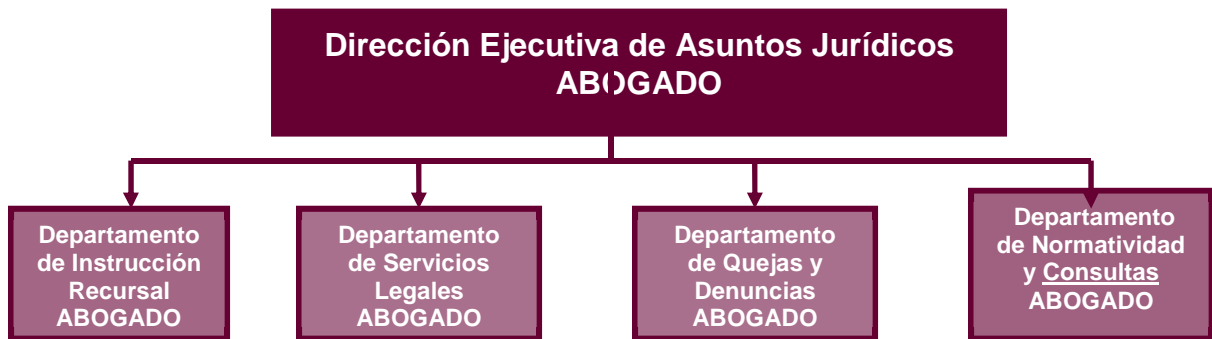 Dirección Ejecutiva de Asuntos Jurídicos
ABOGADO
Departamento
de Instrucción
Recursal
ABOGADO
Departamento
de Servicios
Legales
ABOGADO
Departamento
de Quejas y
Denuncias
ABOGADO
Departamento
de Normatividad
y Consultas
ABOGADO